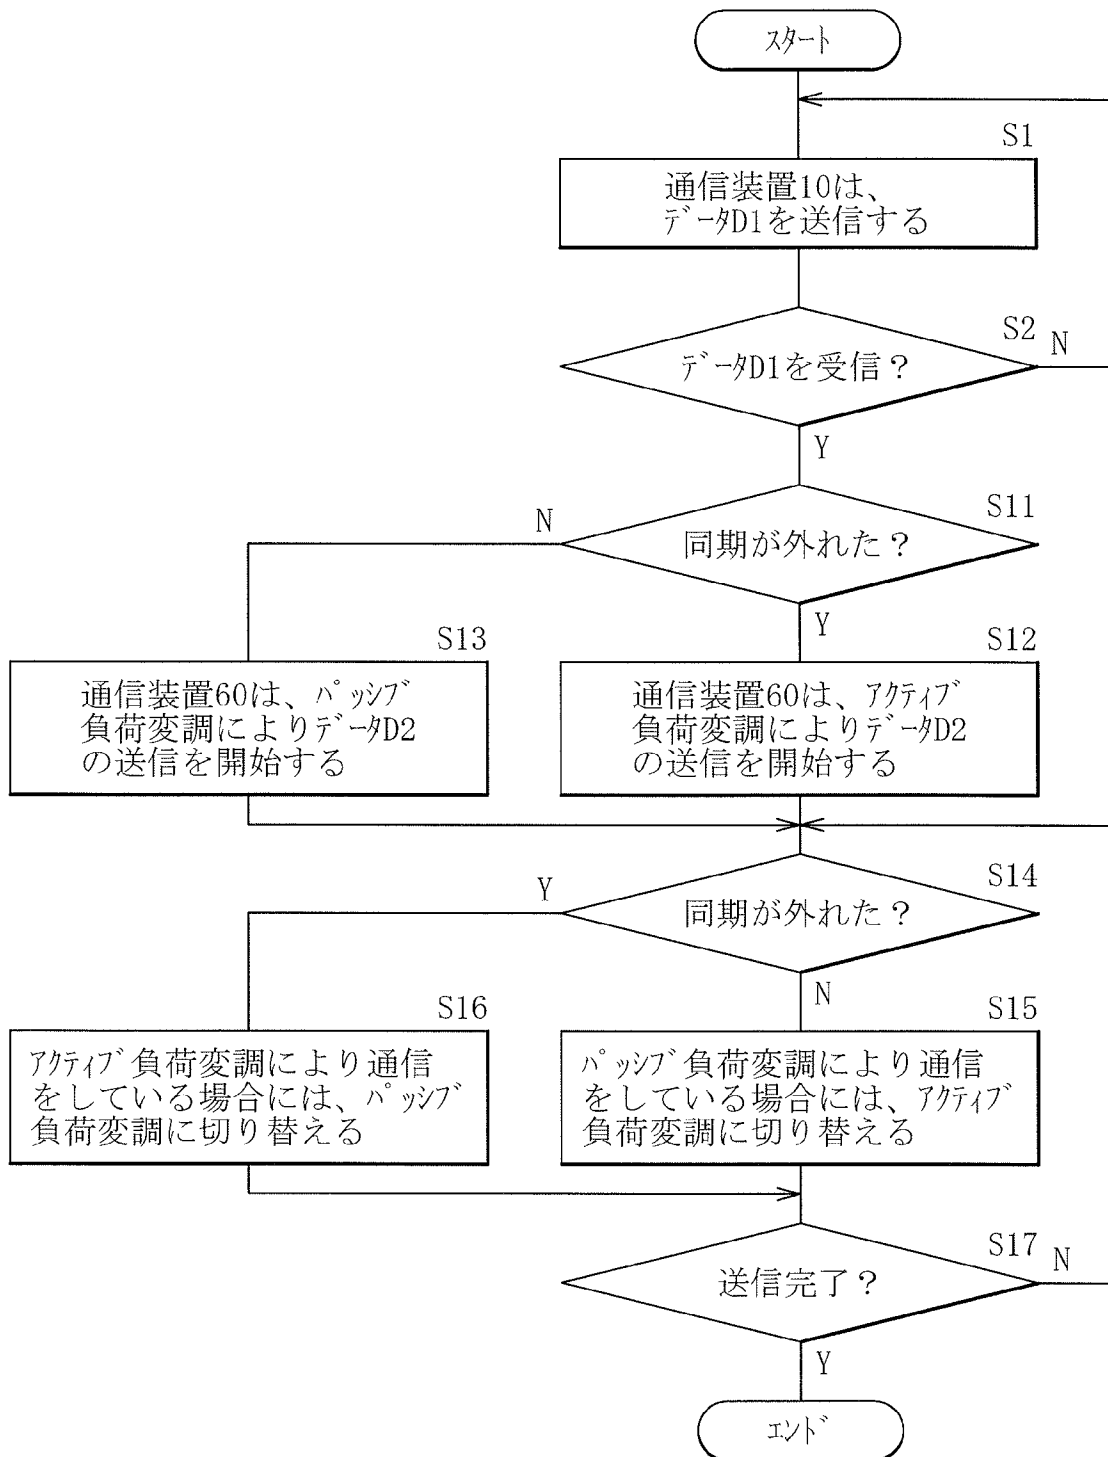 スタート
S1
通信装置10は、
データD1を送信する
S2
データD1を受信？
N
Y
S11
同期が外れた？
N
Y
S13
通信装置60は、パッシブ
負荷変調によりデータD2
の送信を開始する
S12
通信装置60は、アクティブ
負荷変調によりデータD2
の送信を開始する
S14
同期が外れた？
Y
N
S16
アクティブ負荷変調により通信
をしている場合には、パッシブ
負荷変調に切り替える
S15
パッシブ負荷変調により通信
をしている場合には、アクティブ
負荷変調に切り替える
S17
送信完了？
N
Y
エンド